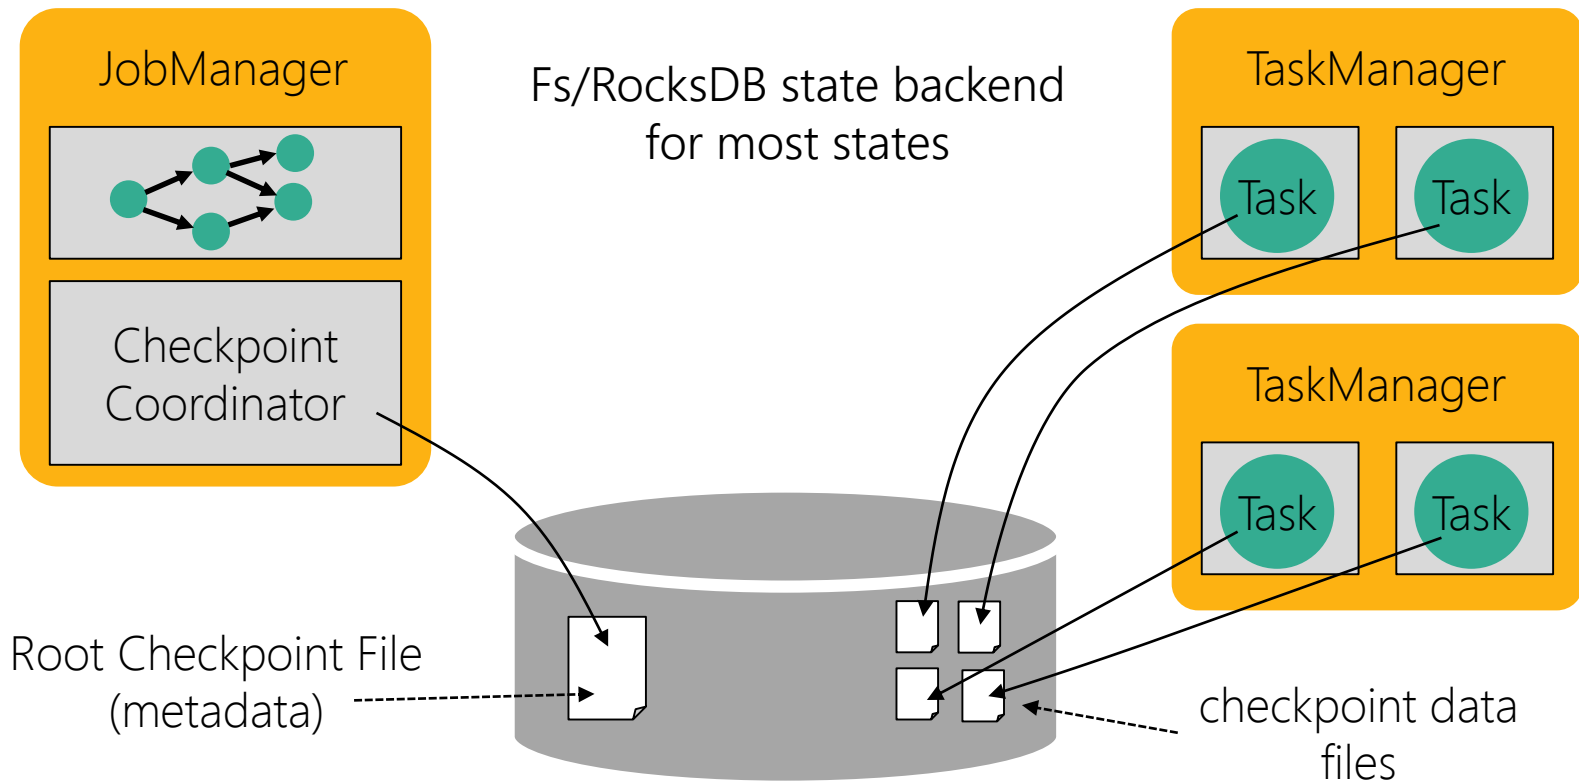 JobManager
Checkpoint
Coordinator
Fs/RocksDB state backend
for most states
TaskManager
Task
Task
TaskManager
Task
Task
Root Checkpoint File
(metadata)
checkpoint data
files